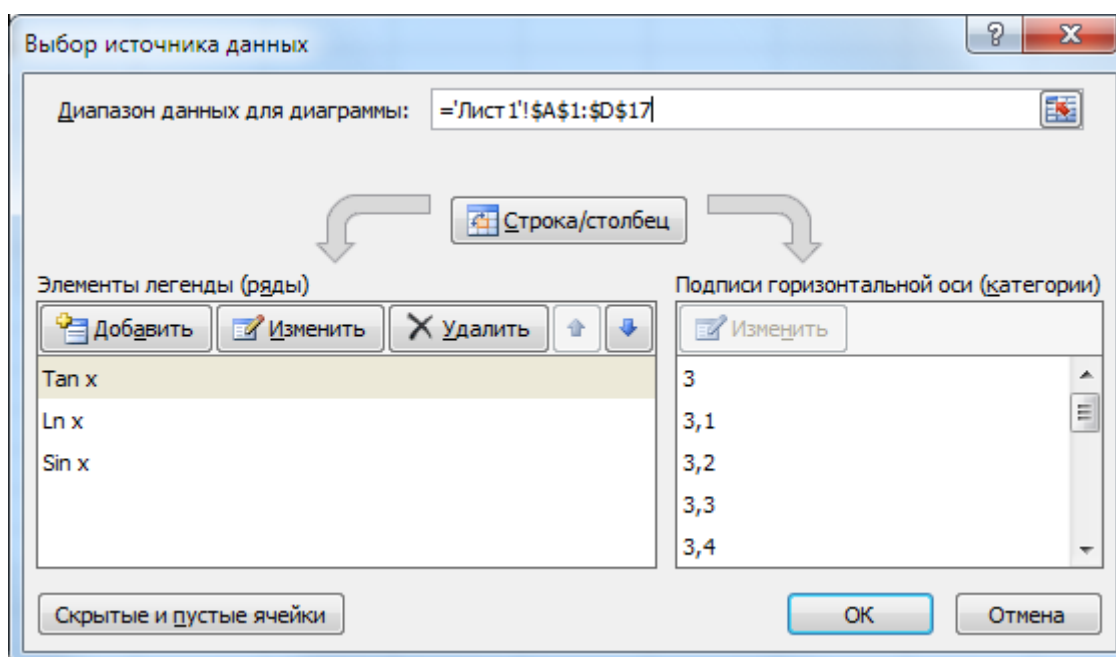 Выбор источника данных
Диапазон данных для диаграммы: ='Лист1'!$A$1:$D$17
Строка/столбец
Элементы легенды (ряды)
Добавить Изменить Удалить
Tan x
Ln x
Sin x
Подписи горизонтальной оси (категории)
Изменить
3
3,1
3,2
3,3
3,4
Скрытые и пустые ячейки
ОК Отмена